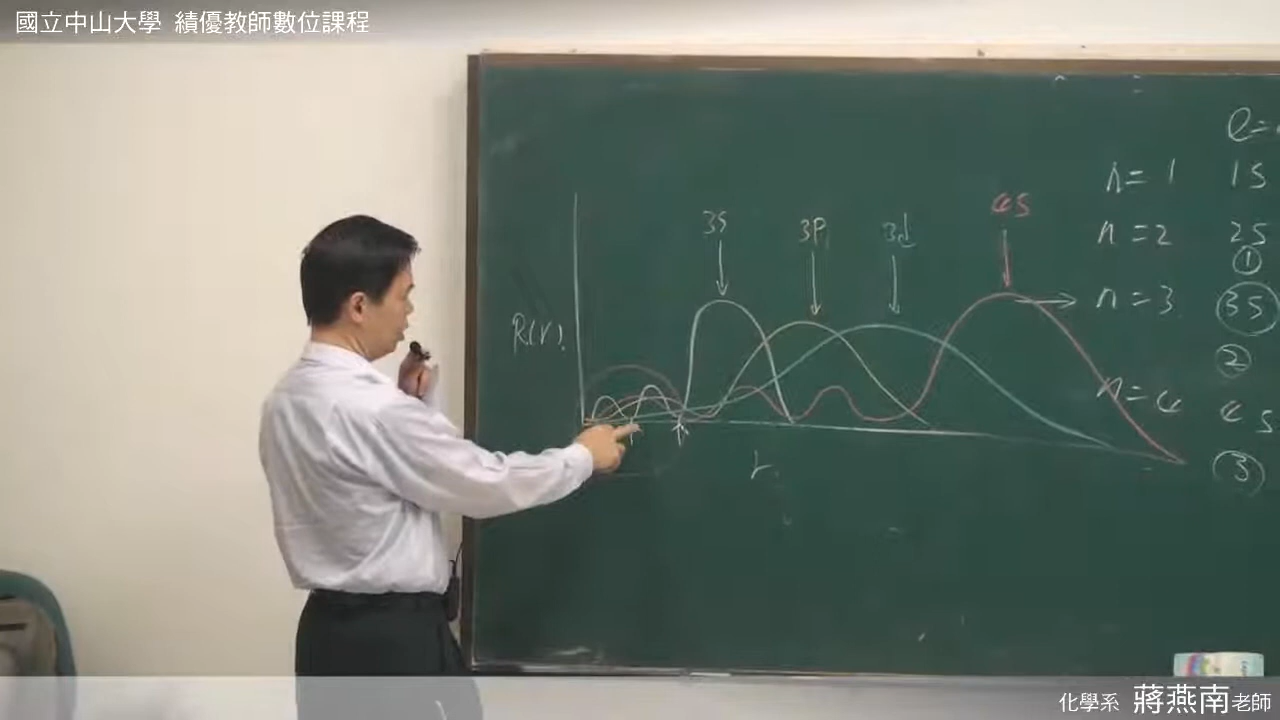 國立中山大學 績優教師數位課程
l=
n=1 1S
4S
3S 3P 3d
n=2 2S
①
n=3 3S
R(r)
②
n=4 4S
r
③
化學系 蔣燕南老師